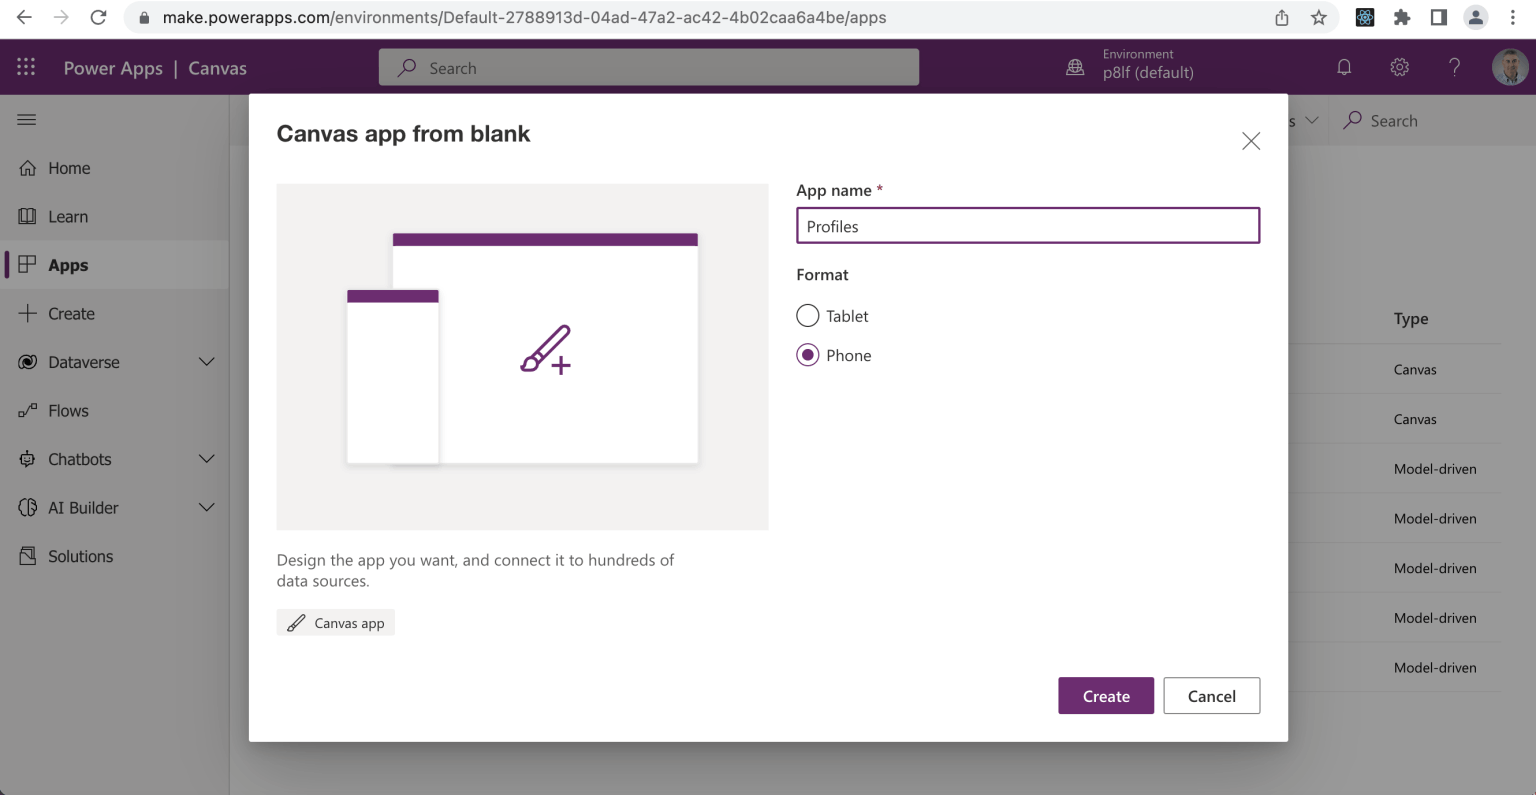 make.powerapps.com/environments/Default-2788913d-04ad-47a2-ac42-4b02caa6a4be/apps
Power Apps | Canvas
Search
Environment
p8lf (default)
?
s
Search
Home
Learn
Apps
Create
Dataverse
Flows
Chatbots
AI Builder
Solutions
Canvas app from blank
Design the app you want, and connect it to hundreds of
data sources.
Canvas app
App name *
Profiles
Format
Tablet
Phone
Create
Cancel
Type
Canvas
Canvas
Model-driven
Model-driven
Model-driven
Model-driven
Model-driven